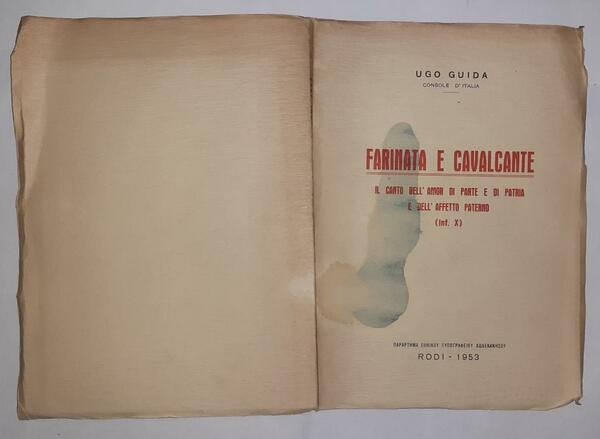 UGO GUIDA
CONSOLE D'ITALIA
FARINATA E CAVALCANTE
IL CANTO DELL'AMOR DI PARTE E DI PATRIA
E DELL'AFFETTO PATERNO
(Inf. X)
ΠΑΡΑΡΤΗΜΑ ΕΘΝΙΚΟΥ ΤΥΠΟΓΡΑΦΕΙΟΥ ΔΩΔΕΚΑΝΗΣΟΥ
RODI - 1953